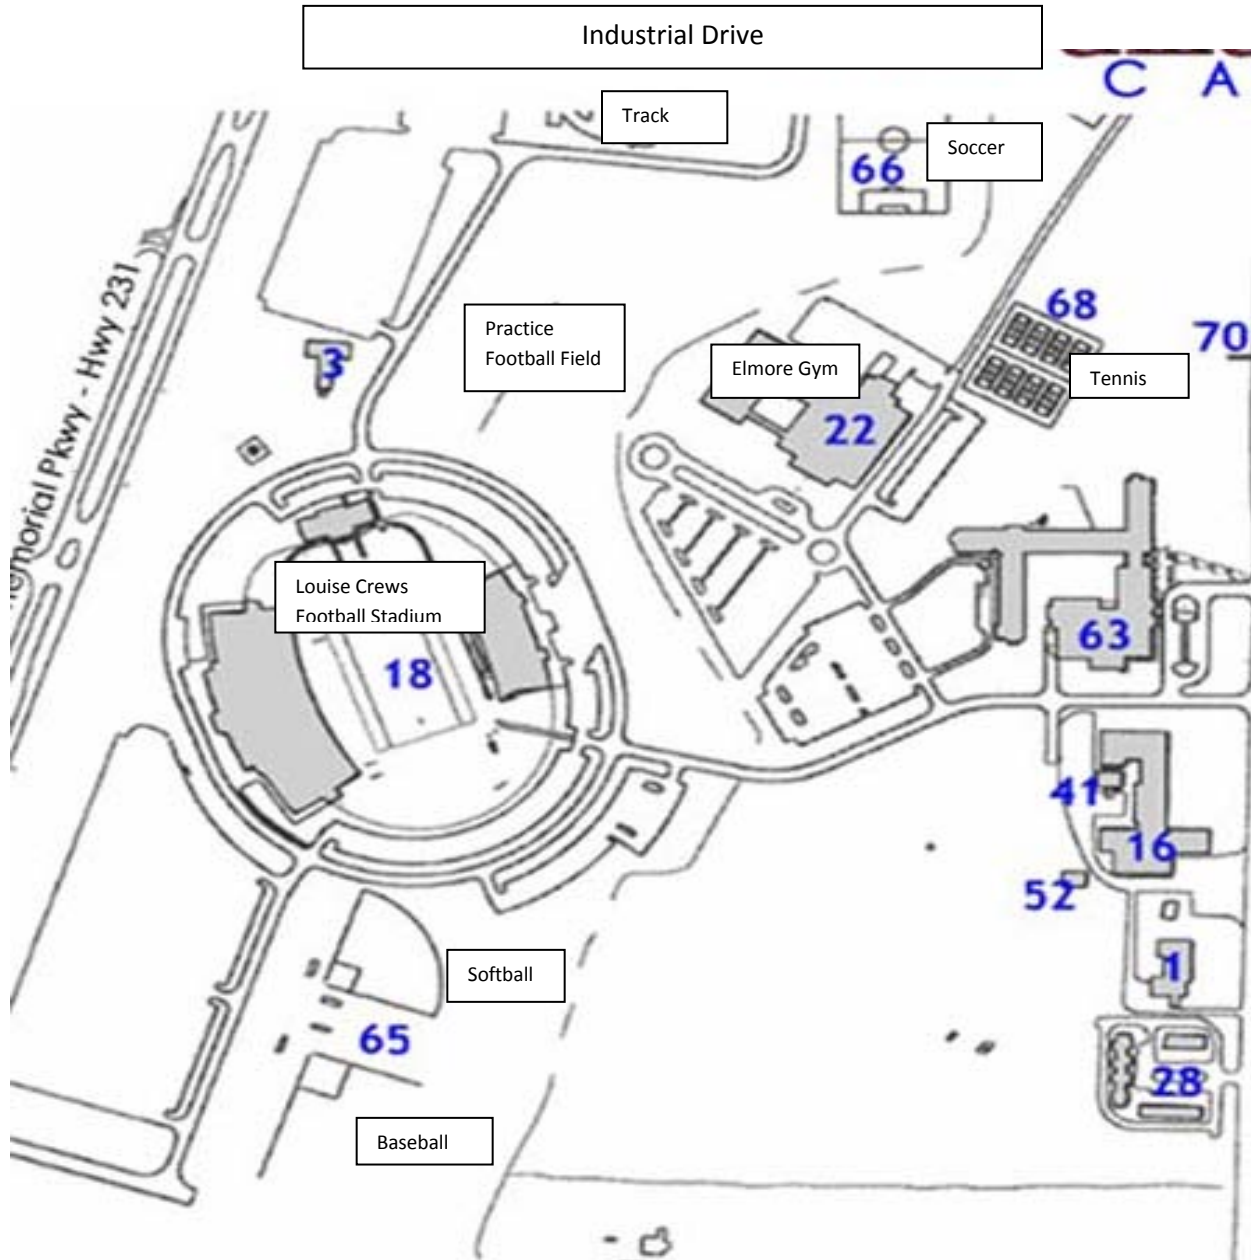 Industrial Drive
C A
Track
Soccer
66
Memorial Pkwy - Hwy 231
Practice
Football Field
68
70
3
Elmore Gym
Tennis
22
Louise Crews
Football Stadium
18
63
41
16
52
Softball
1
65
28
Baseball